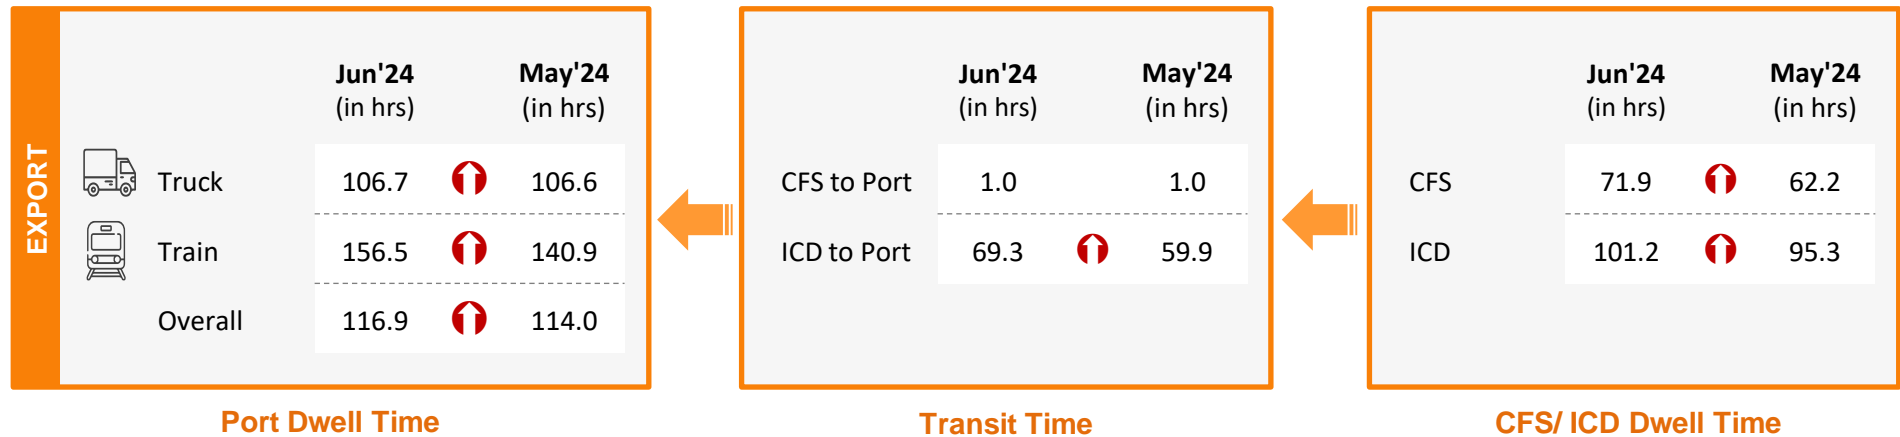 EXPORT
Jun'24 May'24
(in hrs) (in hrs)
Truck 106.7 106.6
Train 156.5 140.9
Overall 116.9 114.0
Port Dwell Time
Jun'24 May'24
(in hrs) (in hrs)
CFS to Port 1.0 1.0
ICD to Port 69.3 59.9
Transit Time
Jun'24 May'24
(in hrs) (in hrs)
CFS 71.9 62.2
ICD 101.2 95.3
CFS/ ICD Dwell Time